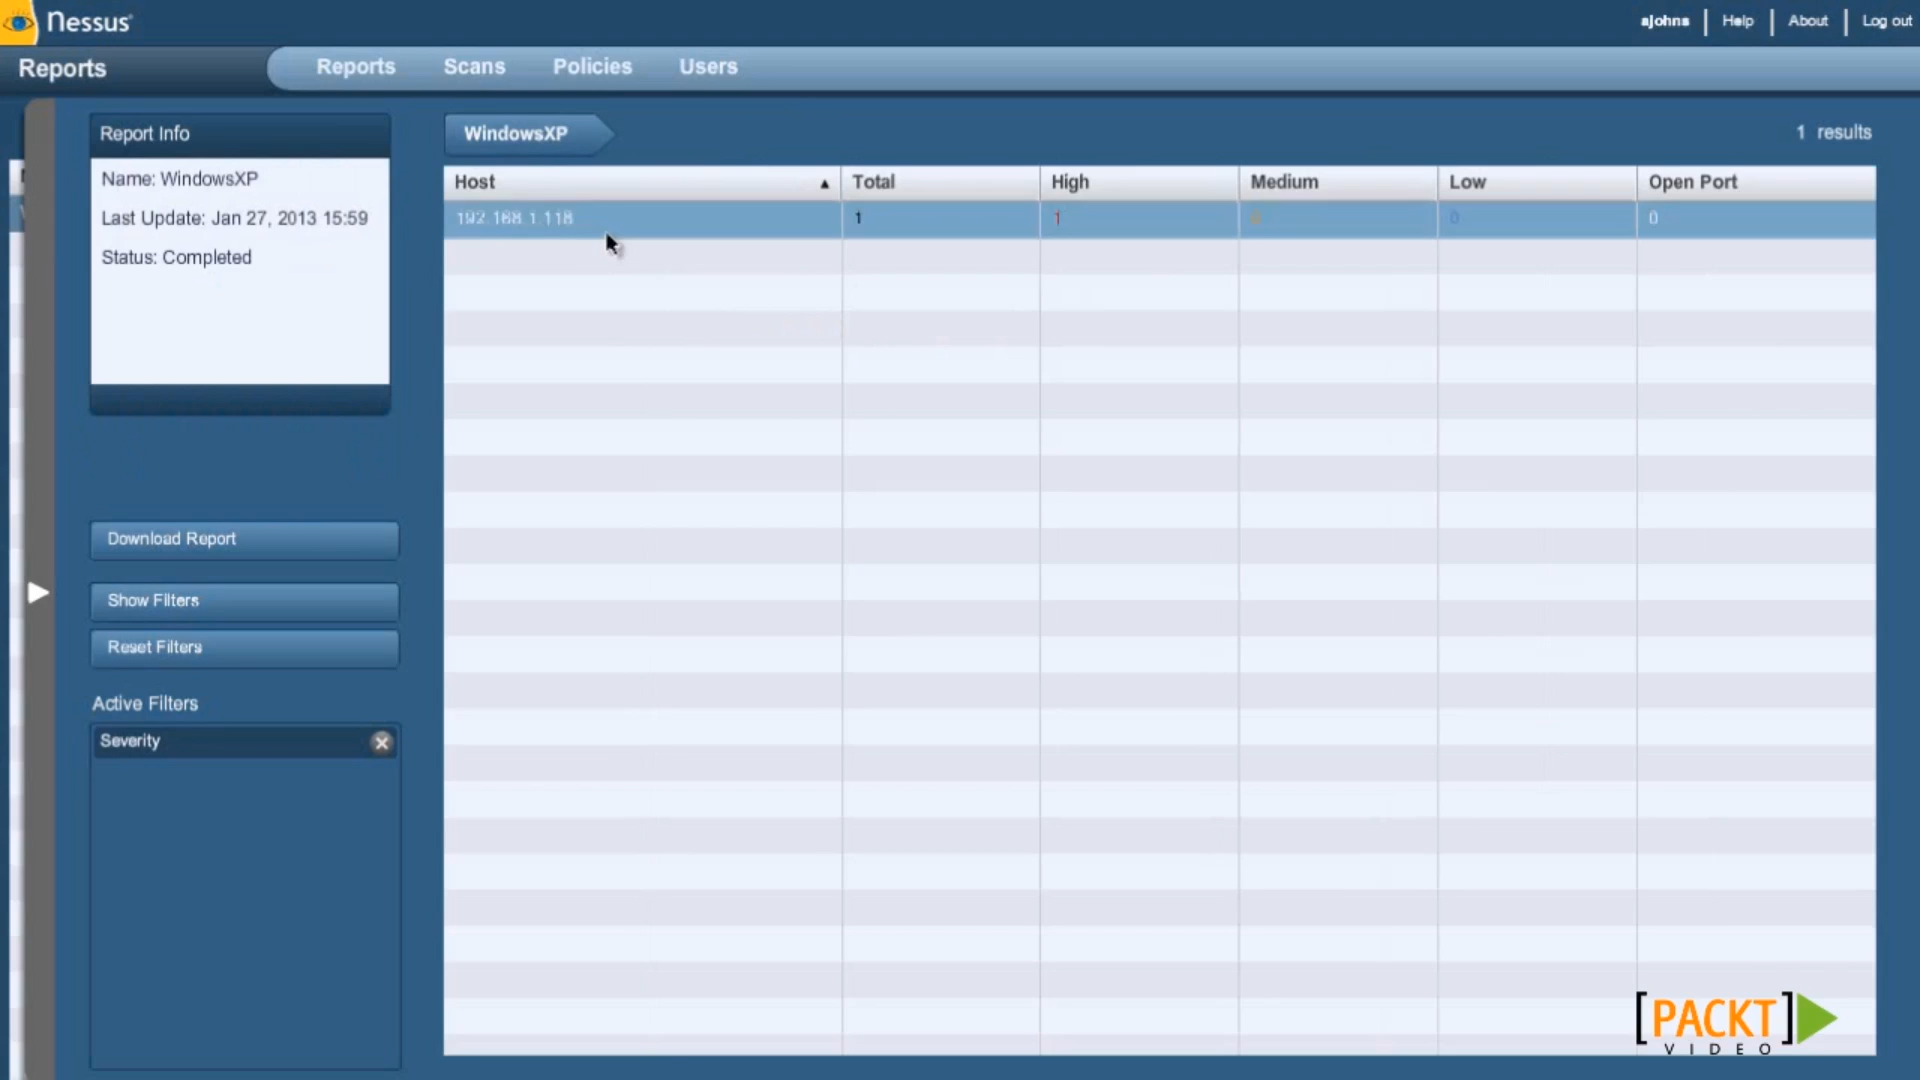 Nessus
ajohns | Help | About | Log out
Reports
Reports Scans Policies Users
Report Info
Name: WindowsXP
Last Update: Jan 27, 2013 15:59
Status: Completed
WindowsXP
1 results
Host Total High Medium Low Open Port
192.168.1.118 1 1 0 0 0
Download Report
Show Filters
Reset Filters
Active Filters
Severity
[PACKT]
VIDEO